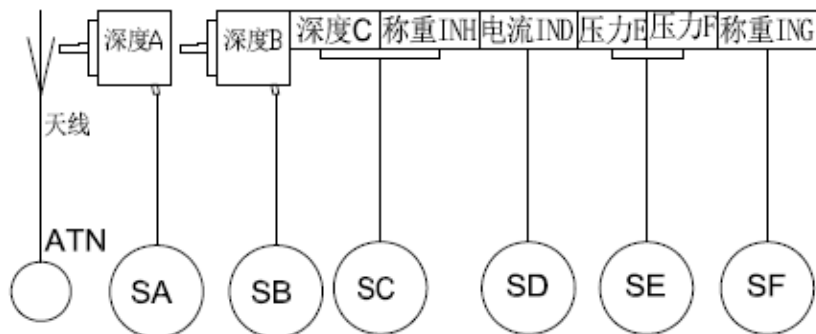 深度A
深度B
深度C
称重INH
电流IND
压力E
压力F
称重ING
天线
ATN
SA
SB
SC
SD
SE
SF